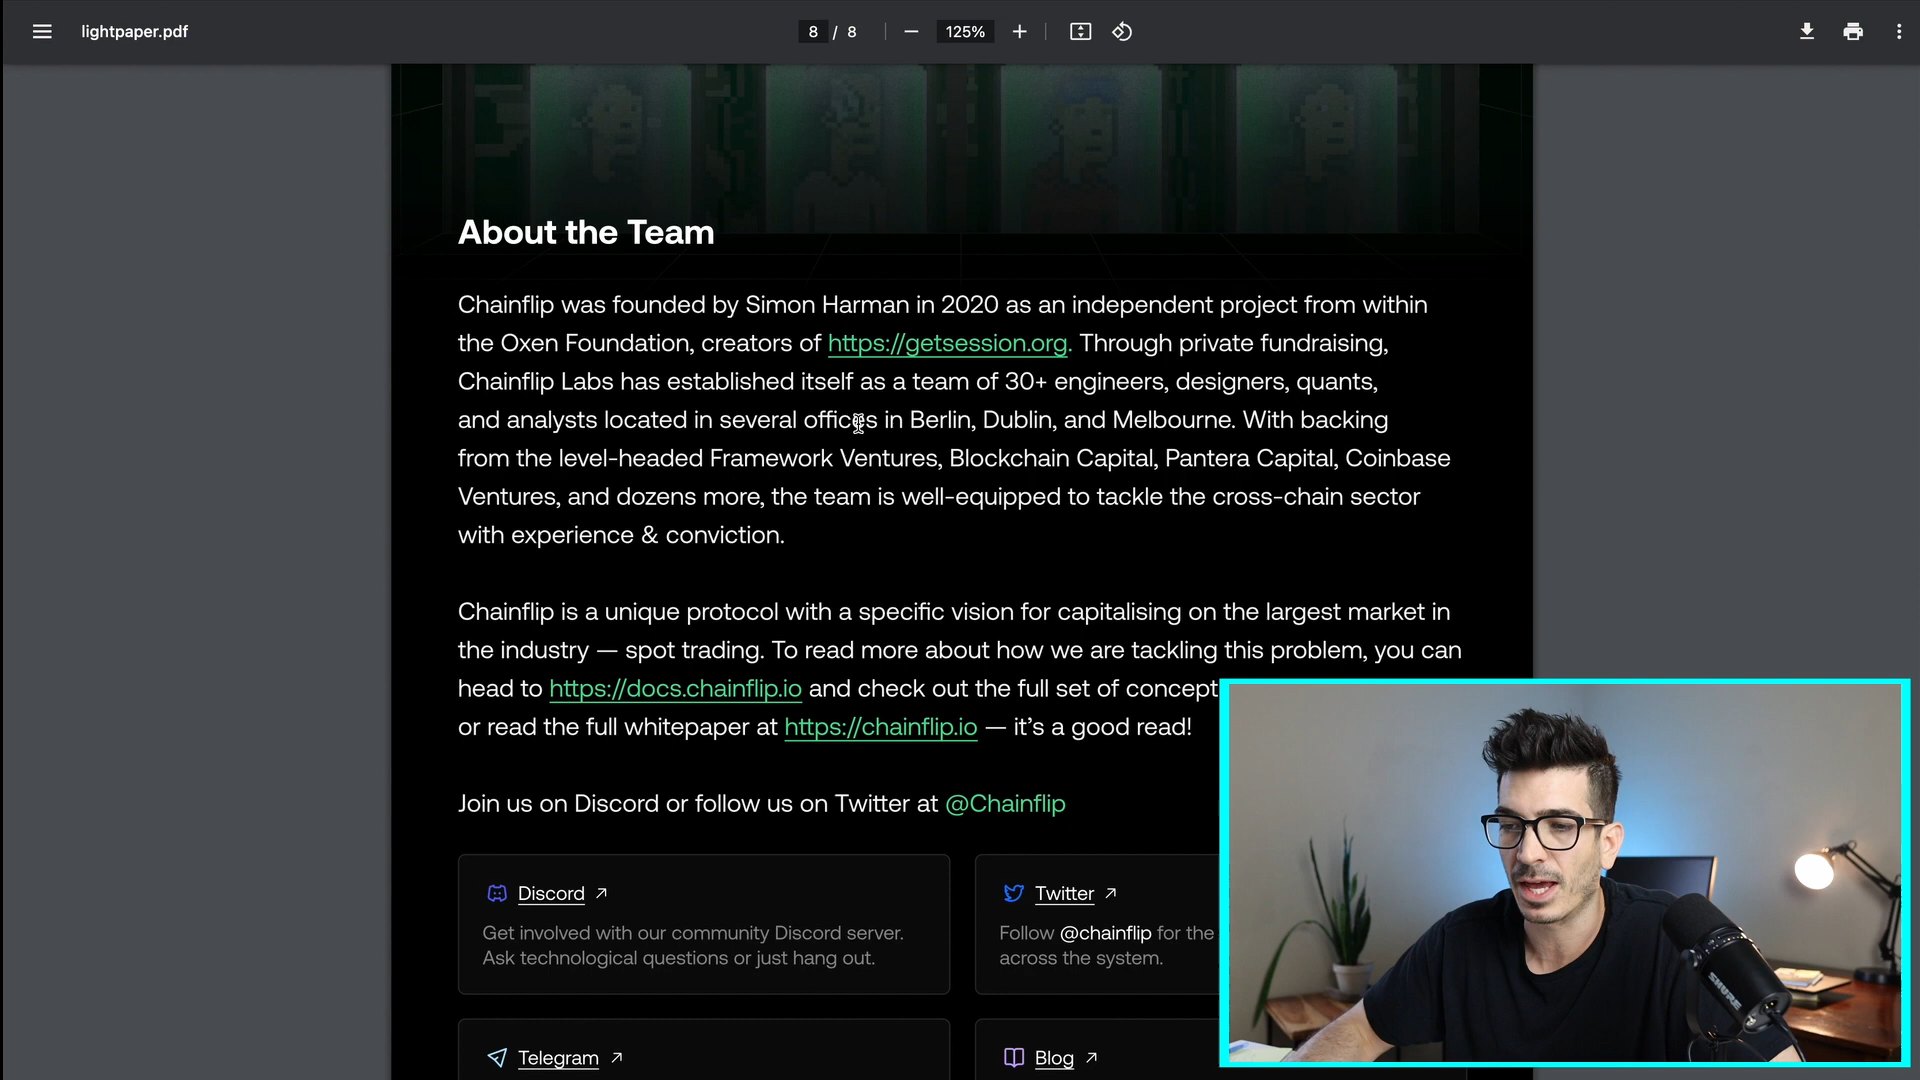 lightpaper.pdf
8 / 8
125%
About the Team
Chainflip was founded by Simon Harman in 2020 as an independent project from within
the Oxen Foundation, creators of https://getsession.org. Through private fundraising,
Chainflip Labs has established itself as a team of 30+ engineers, designers, quants,
and analysts located in several offices in Berlin, Dublin, and Melbourne. With backing
from the level-headed Framework Ventures, Blockchain Capital, Pantera Capital, Coinbase
Ventures, and dozens more, the team is well-equipped to tackle the cross-chain sector
with experience & conviction.
Chainflip is a unique protocol with a specific vision for capitalising on the largest market in
the industry — spot trading. To read more about how we are tackling this problem, you can
head to https://docs.chainflip.io and check out the full set of concept
or read the full whitepaper at https://chainflip.io — it's a good read!
Join us on Discord or follow us on Twitter at @Chainflip
Discord ↗
Get involved with our community Discord server.
Ask technological questions or just hang out.
Twitter ↗
Follow @chainflip for the
across the system.
Telegram ↗
Blog ↗
SHURE